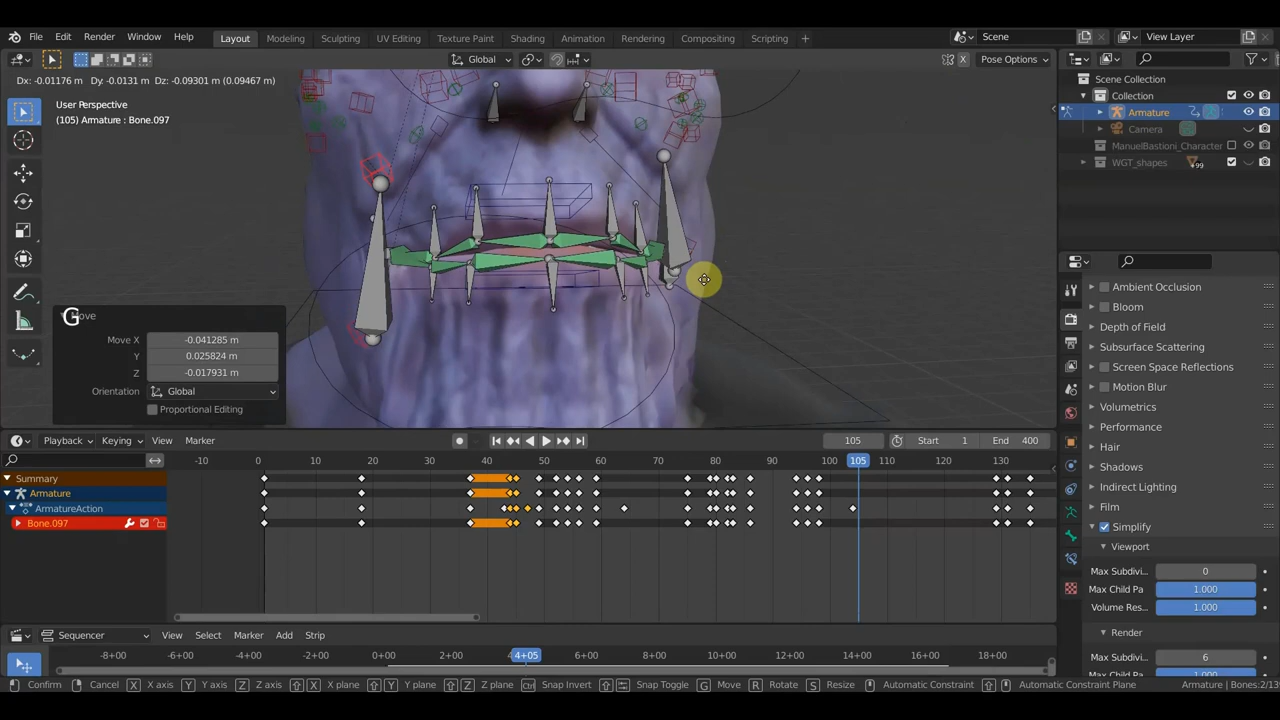 File Edit Render Window Help Layout Modeling Sculpting UV Editing Texture Paint Shading Animation Rendering Compositing Scripting + Scene View Layer
Global X Pose Options
Dx: -0.01176 m Dy: -0.0131 m Dz: -0.09301 m (0.09467 m)
User Perspective
(105) Armature : Bone.097
G Move
Move X -0.041285 m
Y 0.025824 m
Z -0.017931 m
Orientation Global
Proportional Editing
Scene Collection
Collection
Armature
Camera
ManuelBastioni_Character
WGT_shapes 99
Ambient Occlusion
Bloom
Depth of Field
Subsurface Scattering
Screen Space Reflections
Motion Blur
Volumetrics
Performance
Hair
Shadows
Indirect Lighting
Film
Simplify
Viewport
Max Subdivi... 0
Max Child Pa 1.000
Volume Res... 1.000
Render
Max Subdivi... 6
1.000
Playback Keying View Marker 105 Start 1 End 400
-10 0 10 20 30 40 50 60 70 80 90 100 105 110 120 130
Summary
Armature
ArmatureAction
Bone.097
Sequencer View Select Marker Add Strip
-8+00 -6+00 -4+00 -2+00 0+00 2+00 4+05 6+00 8+00 10+00 12+00 14+00 16+00 18+00
Confirm Cancel X X axis Y Y axis Z Z axis X X plane Y Y plane Z Z plane Ctrl Snap Invert Snap Toggle G Move R Rotate S Resize Automatic Constraint Automatic Constraint Plane Armature | Bones:2/13